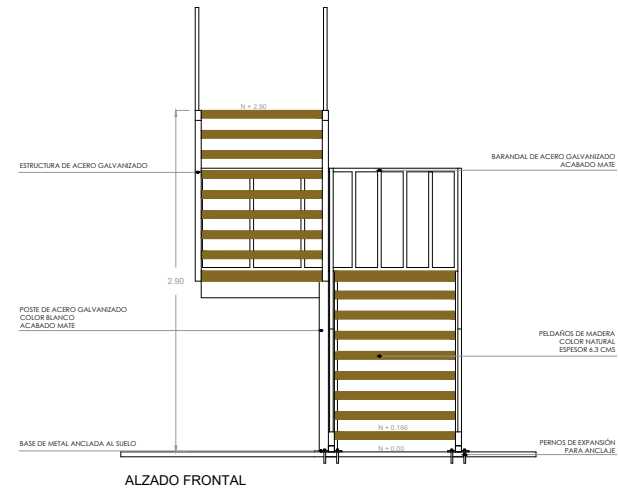 N + 2.90
ESTRUCTURA DE ACERO GALVANIZADO
BARANDAL DE ACERO GALVANIZADO
ACABADO MATE
2.90
POSTE DE ACERO GALVANIZADO
COLOR BLANCO
ACABADO MATE
PELDAÑOS DE MADERA
COLOR NATURAL
ESPESOR 6.3 CMS
N + 0.166
BASE DE METAL ANCLADA AL SUELO
N + 0.00
PERNOS DE EXPANSIÓN
PARA ANCLAJE
ALZADO FRONTAL